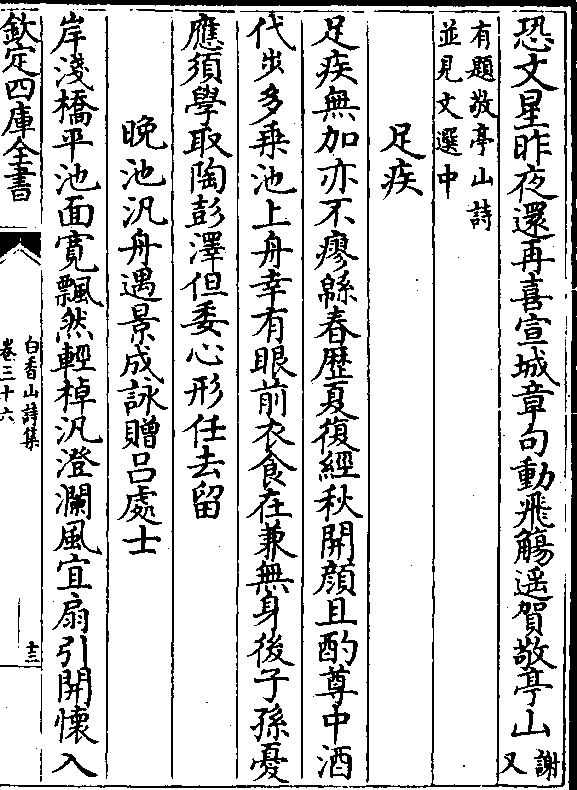 恐文星昨夜還再喜宣城章句動飛觴遥賀敬亭山謝又
有題敬亭山詩
並見文選中
足疾
足疾無加亦不瘳緜春歴夏復經秋開顔且酌尊中酒
代步多乗池上舟幸有眼前衣食在兼無身後子孫憂
應須學取陶彭澤但委心形任去留
晚池汎舟遇景成詠贈吕處士
岸淺橋平池面寛飄然輕棹汎澄瀾風宜扇引開懷入
欽定四庫全書
白香山詩集
卷三十六
十三